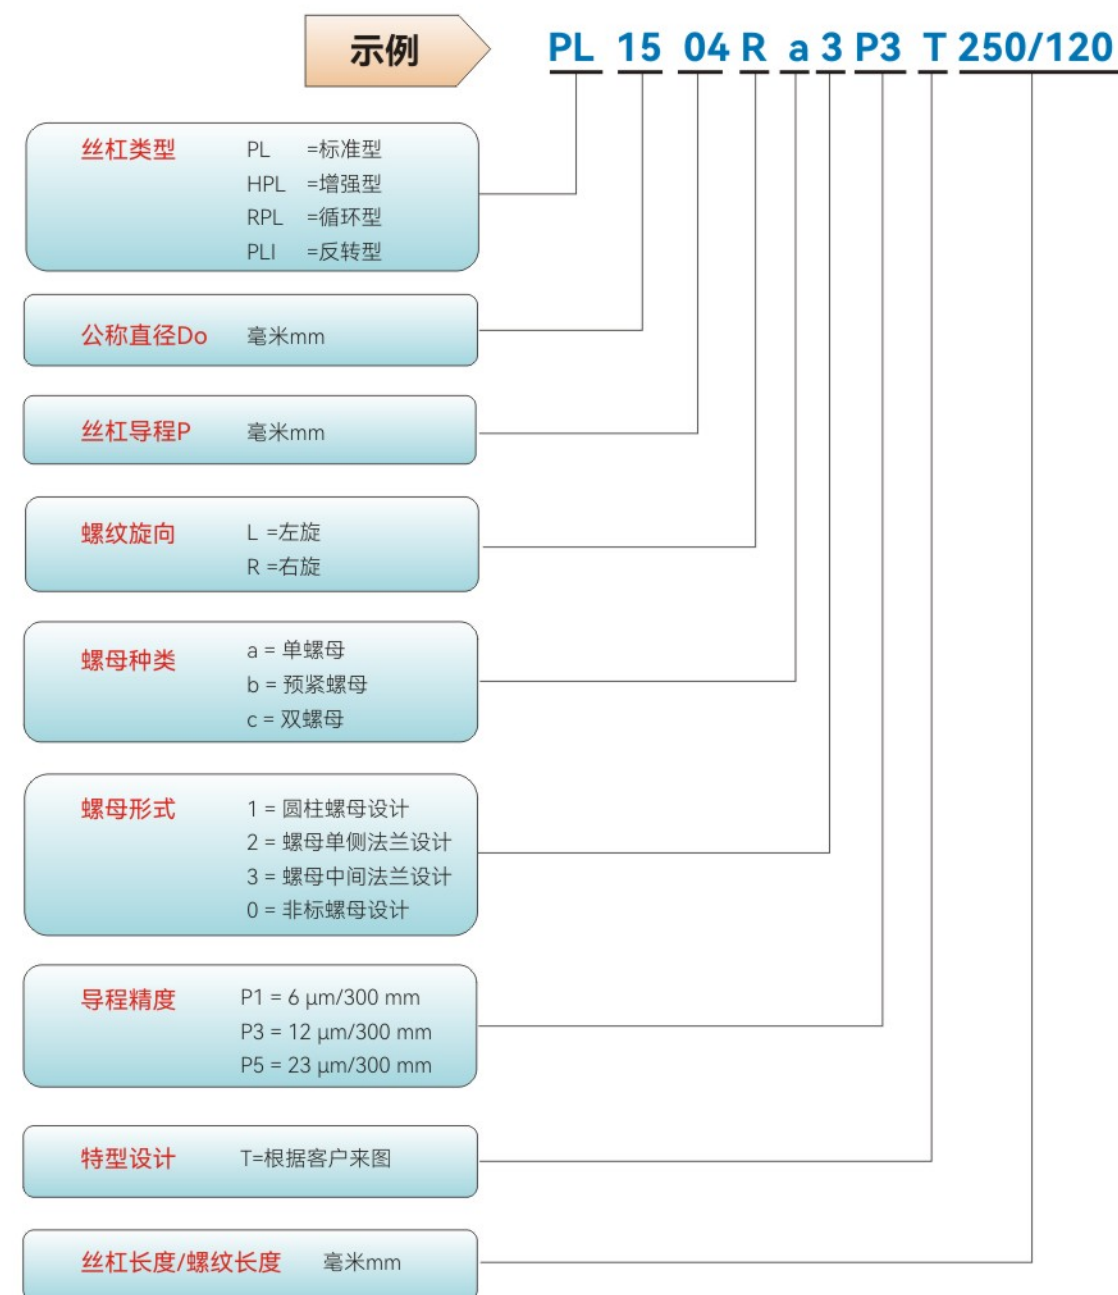 示例 PL 15 04 R a 3 P3 T 250/120
丝杠类型 PL =标准型
HPL =增强型
RPL =循环型
PLI =反转型
公称直径Do 毫米mm
丝杠导程P 毫米mm
螺纹旋向 L =左旋
R =右旋
螺母种类 a = 单螺母
b = 预紧螺母
c = 双螺母
螺母形式 1 = 圆柱螺母设计
2 = 螺母单侧法兰设计
3 = 螺母中间法兰设计
0 = 非标螺母设计
导程精度 P1 = 6 μm/300 mm
P3 = 12 μm/300 mm
P5 = 23 μm/300 mm
特型设计 T=根据客户来图
丝杠长度/螺纹长度 毫米mm